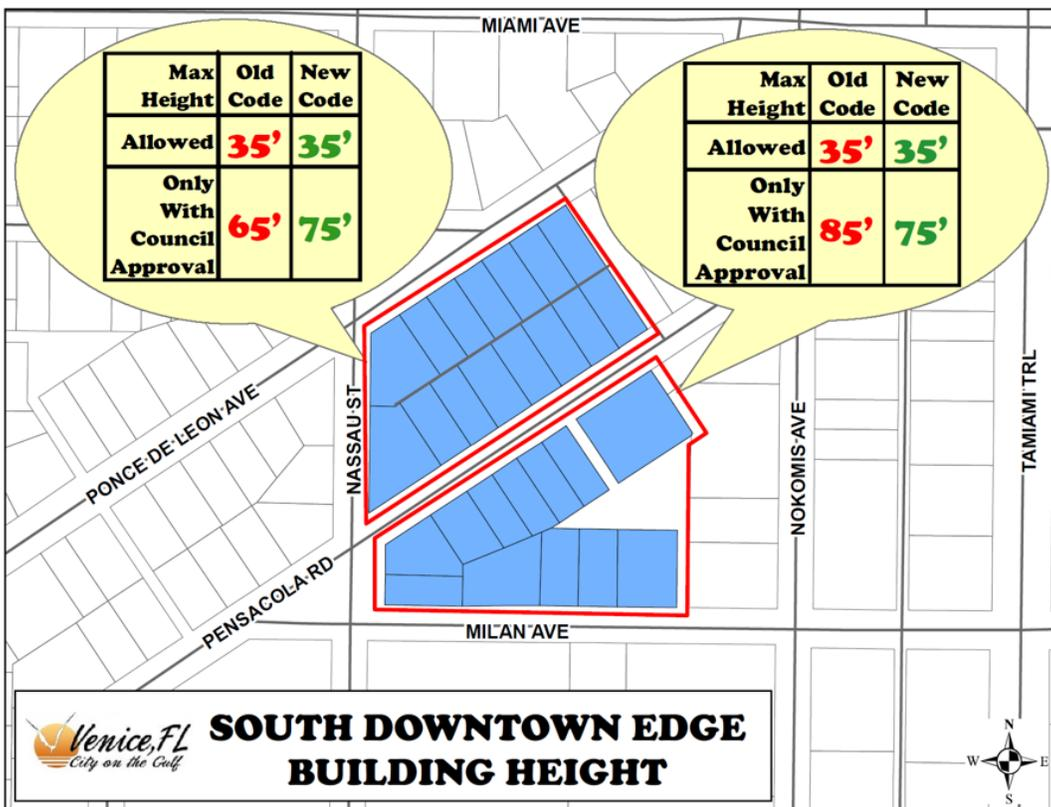 MIAMI AVE
Max Height Old Code New Code
Allowed 35’ 35’
Only With Council Approval 65’ 75’
Max Height Old Code New Code
Allowed 35’ 35’
Only With Council Approval 85’ 75’
PONCE DE LEON AVE
NASSAU ST
NOKOMIS AVE
TAMIAMI TRL
PENSACOLA RD
MILAN AVE
Venice, FL
City on the Gulf
SOUTH DOWNTOWN EDGE
BUILDING HEIGHT
N
W E
S